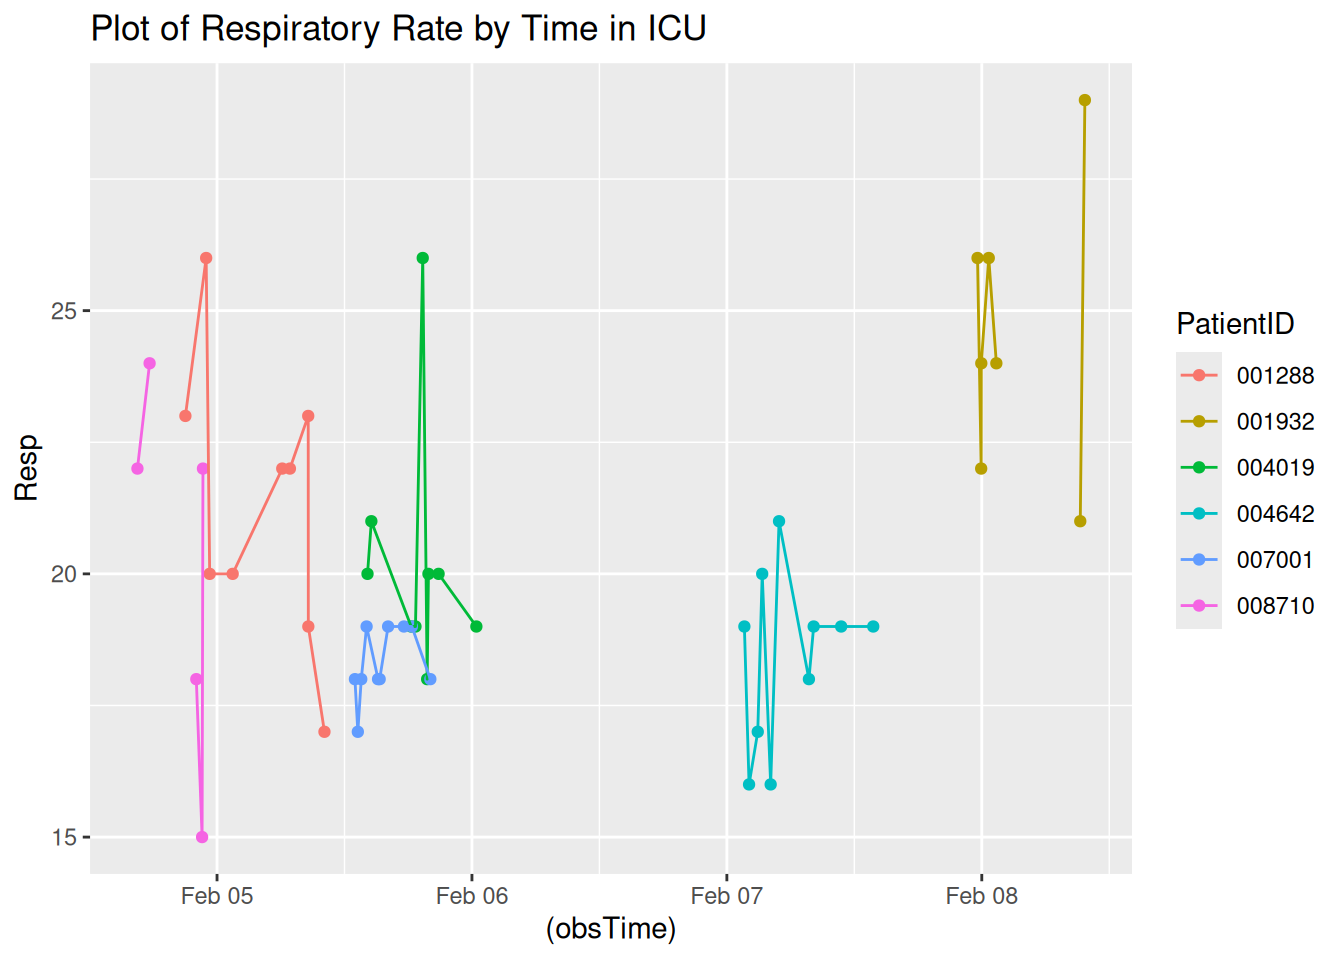 Plot of Respiratory Rate by Time in ICU
Resp
25
20
15
Feb 05
Feb 06
Feb 07
Feb 08
(obsTime)
PatientID
001288
001932
004019
004642
007001
008710